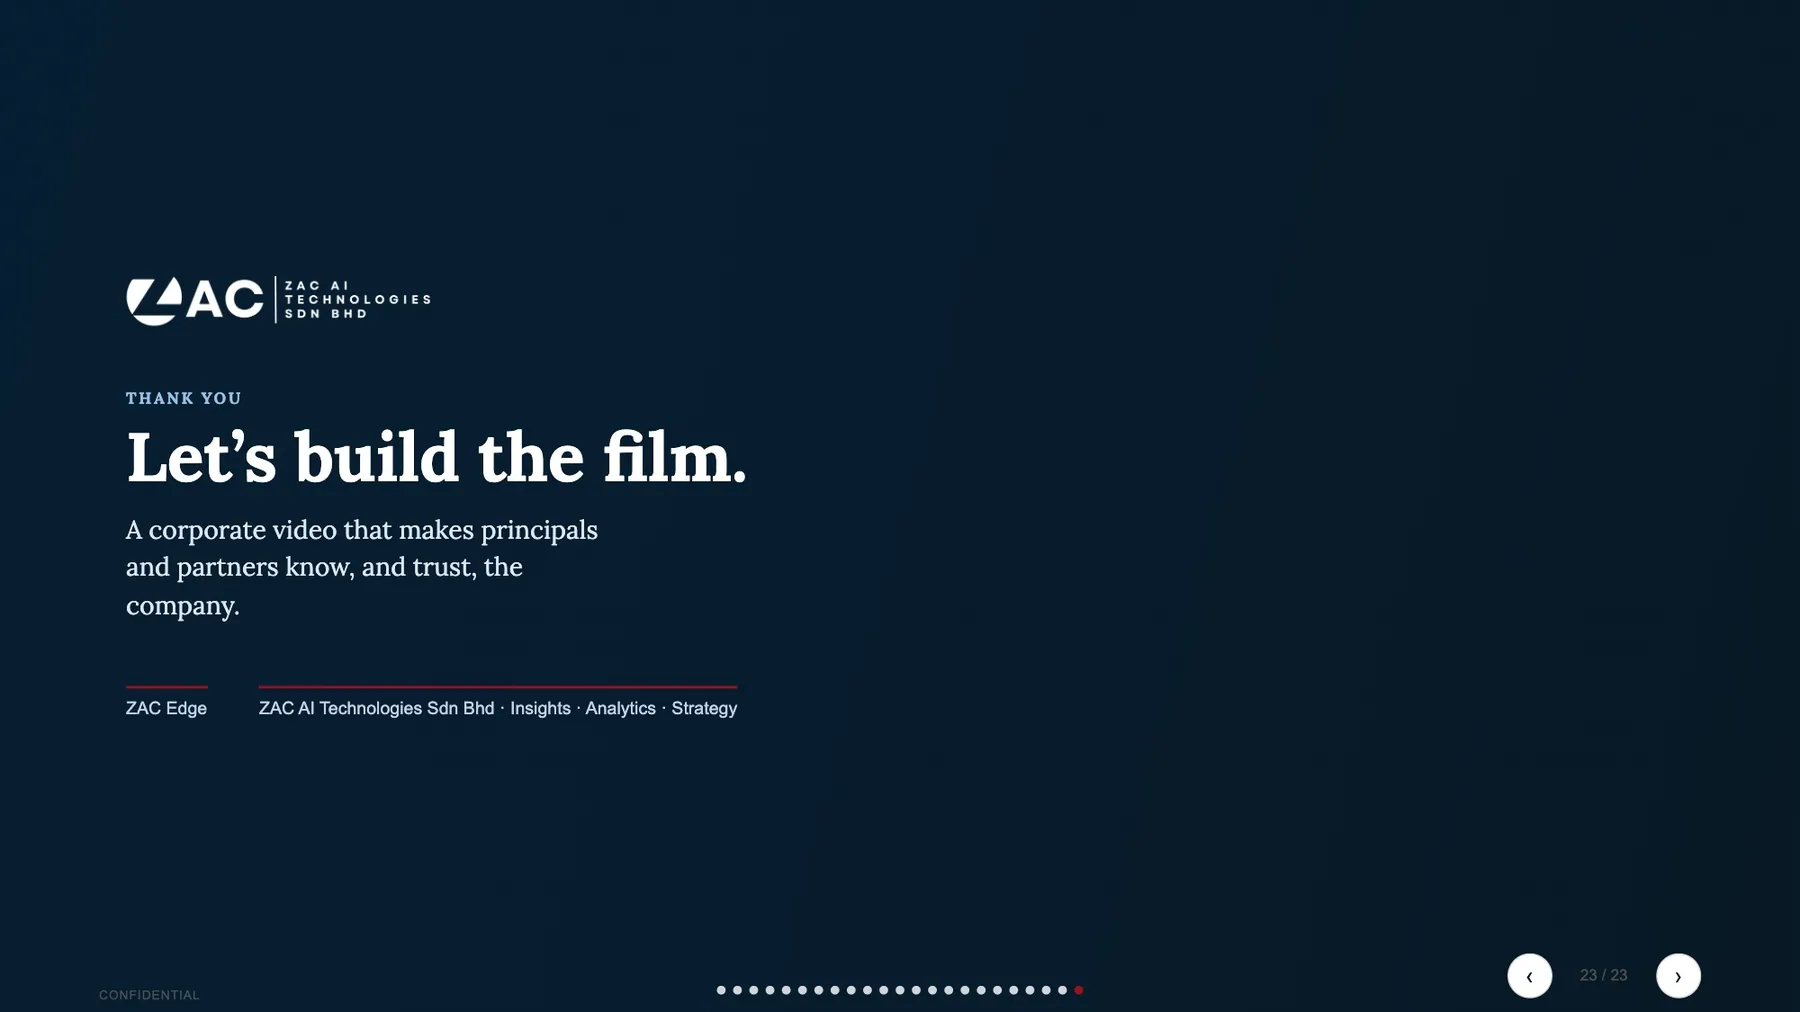 ZAC
ZAC AI
TECHNOLOGIES
SDN BHD
THANK YOU
Let’s build the film.
A corporate video that makes principals
and partners know, and trust, the
company.
ZAC Edge
ZAC AI Technologies Sdn Bhd · Insights · Analytics · Strategy
CONFIDENTIAL
‹ 23 / 23 ›